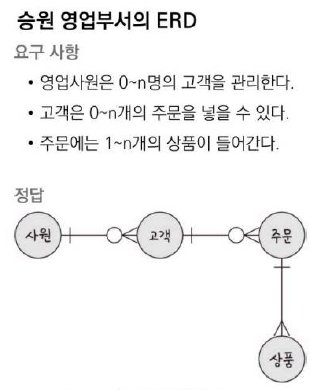 승원 영업부서의 ERD
요구 사항
• 영업사원은 0~n명의 고객을 관리한다.
• 고객은 0~n개의 주문을 넣을 수 있다.
• 주문에는 1~n개의 상품이 들어간다.
정답
사원 고객 주문
상품